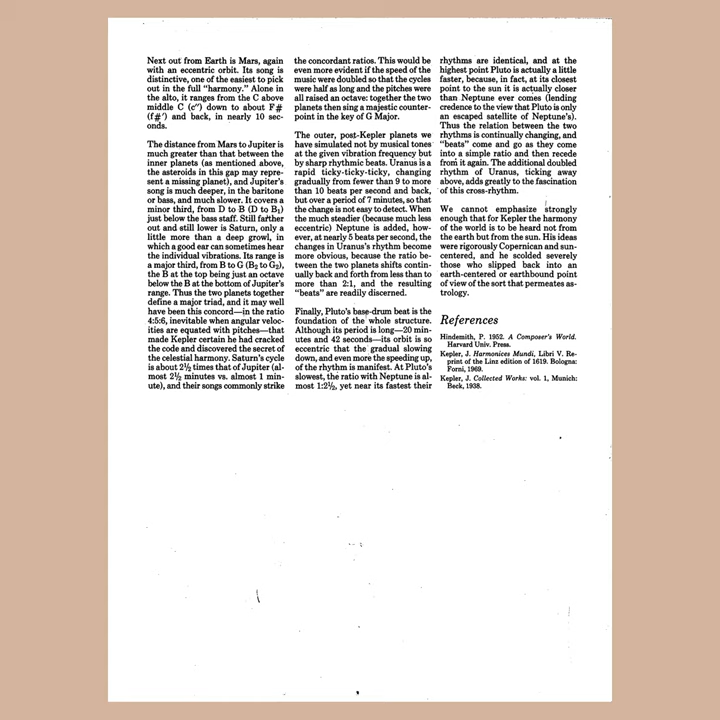 Next out from Earth is Mars, again
with an eccentric orbit. Its song is
distinctive, one of the easiest to pick
out in the full "harmony." Alone in
the alto, it ranges from the C above
middle C (c″) down to about F#
(f#′) and back, in nearly 10 sec-
onds.
The distance from Mars to Jupiter is
much greater than that between the
inner planets (as mentioned above,
the asteroids in this gap may repre-
sent a missing planet), and Jupiter's
song is much deeper, in the baritone
or bass, and much slower. It covers a
minor third, from D to B (D to B₁)
just below the bass staff. Still farther
out and still lower is Saturn, only a
little more than a deep growl, in
which a good ear can sometimes hear
the individual vibrations. Its range is
a major third, from B to G (B₂ to G₂),
the B at the top being just an octave
below the B at the bottom of Jupiter's
range. Thus the two planets together
define a major triad, and it may well
have been this concord—in the ratio
4:5:6, inevitable when angular veloc-
ities are equated with pitches—that
made Kepler certain he had cracked
the code and discovered the secret of
the celestial harmony. Saturn's cycle
is about 2½ times that of Jupiter (al-
most 2½ minutes vs. almost 1 min-
ute), and their songs commonly strike
the concordant ratios. This would be
even more evident if the speed of the
music were doubled so that the cycles
were half as long and the pitches were
all raised an octave: together the two
planets then sing a majestic counter-
point in the key of G Major.
The outer, post-Kepler planets we
have simulated not by musical tones
at the given vibration frequency but
by sharp rhythmic beats. Uranus is a
rapid ticky-ticky-ticky, changing
gradually from fewer than 9 to more
than 10 beats per second and back,
but over a period of 7 minutes, so that
the change is not easy to detect. When
the much steadier (because much less
eccentric) Neptune is added, how-
ever, at nearly 5 beats per second, the
changes in Uranus's rhythm become
more obvious, because the ratio be-
tween the two planets shifts contin-
ually back and forth from less than to
more than 2:1, and the resulting
"beats" are readily discerned.
Finally, Pluto's base-drum beat is the
foundation of the whole structure.
Although its period is long—20 min-
utes and 42 seconds—its orbit is so
eccentric that the gradual slowing
down, and even more the speeding up,
of the rhythm is manifest. At Pluto's
slowest, the ratio with Neptune is al-
most 1:2½, yet near its fastest their
rhythms are identical, and at the
highest point Pluto is actually a little
faster, because, in fact, at its closest
point to the sun it is actually closer
than Neptune ever comes (lending
credence to the view that Pluto is only
an escaped satellite of Neptune's).
Thus the relation between the two
rhythms is continually changing, and
"beats" come and go as they come
into a simple ratio and then recede
from it again. The additional doubled
rhythm of Uranus, ticking away
above, adds greatly to the fascination
of this cross-rhythm.
We cannot emphasize strongly
enough that for Kepler the harmony
of the world is to be heard not from
the earth but from the sun. His ideas
were rigorously Copernican and sun-
centered, and he scolded severely
those who slipped back into an
earth-centered or earthbound point
of view of the sort that permeates as-
trology.
References
Hindemith, P. 1952. A Composer's World.
Harvard Univ. Press.
Kepler, J. Harmonices Mundi, Libri V. Re-
print of the Linz edition of 1619. Bologna:
Forni, 1969.
Kepler, J. Collected Works: vol. 1, Munich:
Beck, 1938.